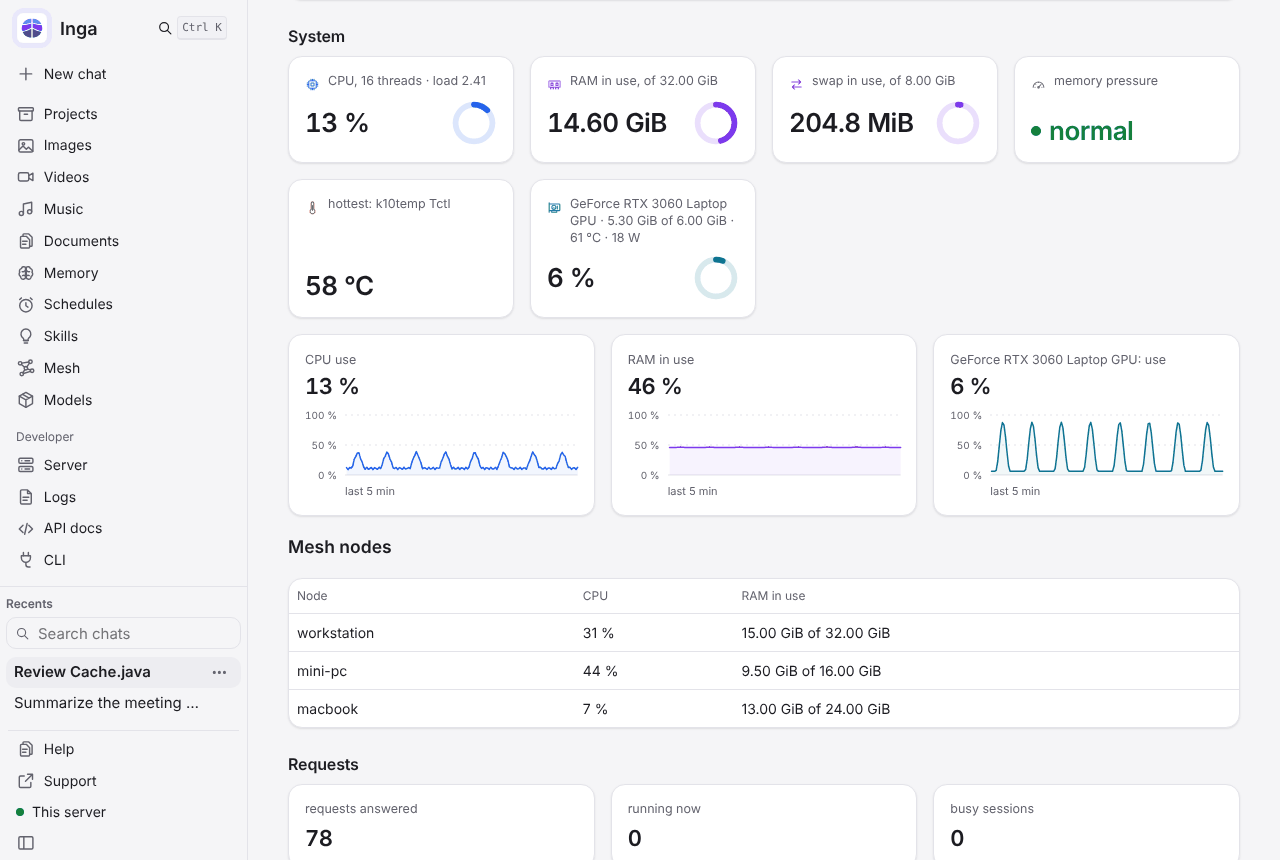 Inga
Ctrl K
New chat
Projects
Images
Videos
Music
Documents
Memory
Schedules
Skills
Mesh
Models
Developer
Server
Logs
API docs
CLI
Recents
Search chats
Review Cache.java
Summarize the meeting ...
Help
Support
This server
System
CPU, 16 threads · load 2.41
13 %
RAM in use, of 32.00 GiB
14.60 GiB
swap in use, of 8.00 GiB
204.8 MiB
memory pressure
normal
hottest: k10temp Tctl
58 °C
GeForce RTX 3060 Laptop
GPU · 5.30 GiB of 6.00 GiB ·
61 °C · 18 W
6 %
CPU use
13 %
100 %
50 %
0 %
last 5 min
RAM in use
46 %
100 %
50 %
0 %
last 5 min
GeForce RTX 3060 Laptop GPU: use
6 %
100 %
50 %
0 %
last 5 min
Mesh nodes
Node CPU RAM in use
workstation 31 % 15.00 GiB of 32.00 GiB
mini-pc 44 % 9.50 GiB of 16.00 GiB
macbook 7 % 13.00 GiB of 24.00 GiB
Requests
requests answered
78
running now
0
busy sessions
0